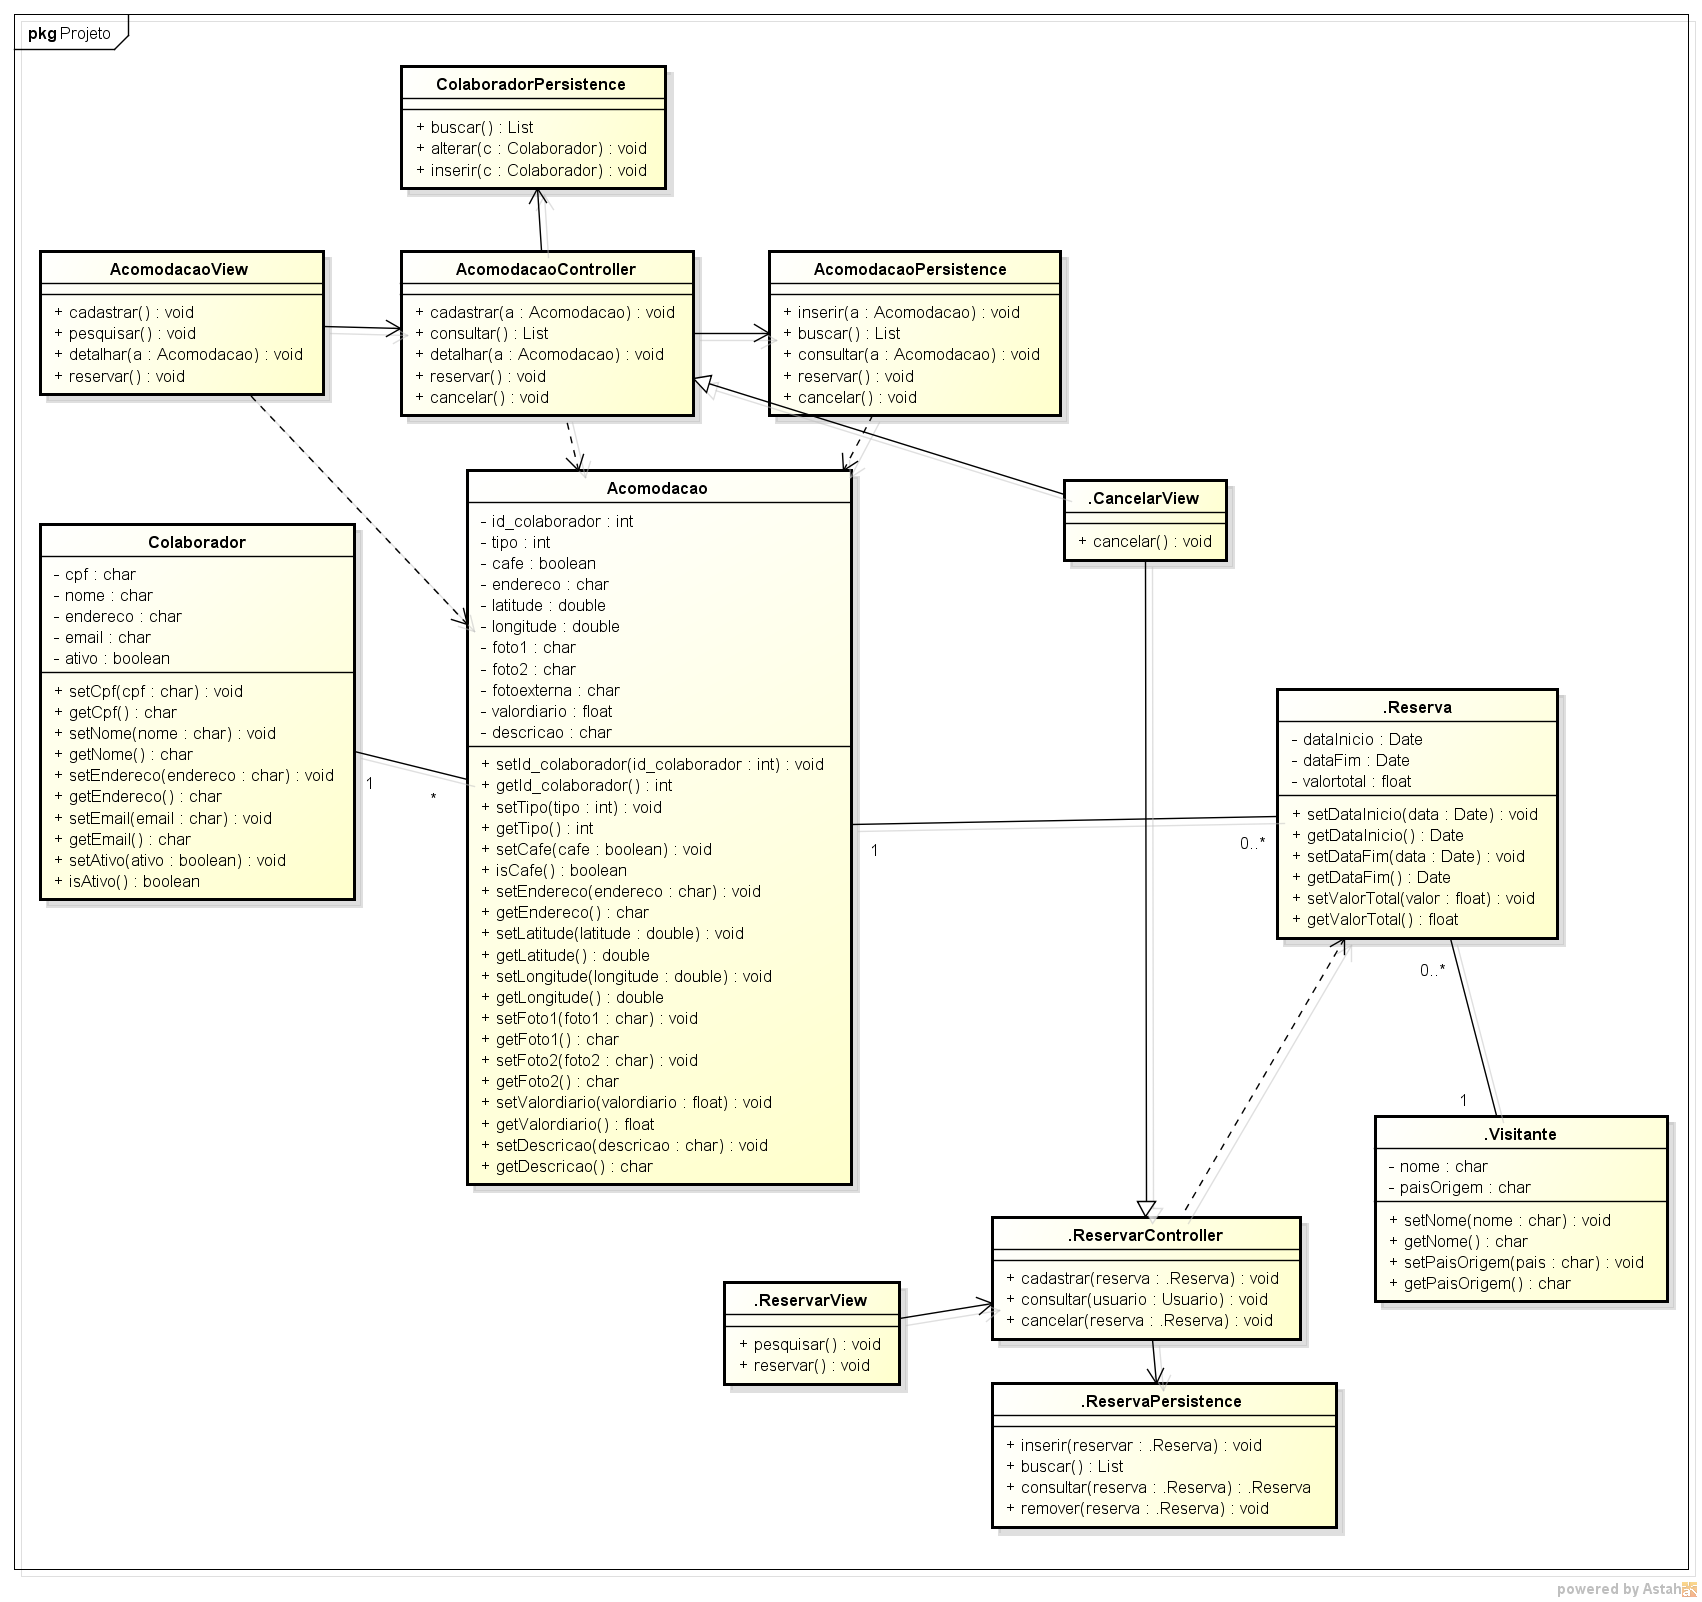 pkg Projeto
ColaboradorPersistence
+ buscar() : List
+ alterar(c : Colaborador) : void
+ inserir(c : Colaborador) : void
AcomodacaoView
+ cadastrar() : void
+ pesquisar() : void
+ detalhar(a : Acomodacao) : void
+ reservar() : void
AcomodacaoController
+ cadastrar(a : Acomodacao) : void
+ consultar() : List
+ detalhar(a : Acomodacao) : void
+ reservar() : void
+ cancelar() : void
AcomodacaoPersistence
+ inserir(a : Acomodacao) : void
+ buscar() : List
+ consultar(a : Acomodacao) : void
+ reservar() : void
+ cancelar() : void
.CancelarView
+ cancelar() : void
Colaborador
- cpf : char
- nome : char
- endereco : char
- email : char
- ativo : boolean
+ setCpf(cpf : char) : void
+ getCpf() : char
+ setNome(nome : char) : void
+ getNome() : char
+ setEndereco(endereco : char) : void
+ getEndereco() : char
+ setEmail(email : char) : void
+ getEmail() : char
+ setAtivo(ativo : boolean) : void
+ isAtivo() : boolean
1
*
Acomodacao
- id_colaborador : int
- tipo : int
- cafe : boolean
- endereco : char
- latitude : double
- longitude : double
- foto1 : char
- foto2 : char
- fotoexterna : char
- valordiario : float
- descricao : char
+ setId_colaborador(id_colaborador : int) : void
+ getId_colaborador() : int
+ setTipo(tipo : int) : void
+ getTipo() : int
+ setCafe(cafe : boolean) : void
+ isCafe() : boolean
+ setEndereco(endereco : char) : void
+ getEndereco() : char
+ setLatitude(latitude : double) : void
+ getLatitude() : double
+ setLongitude(longitude : double) : void
+ getLongitude() : double
+ setFoto1(foto1 : char) : void
+ getFoto1() : char
+ setFoto2(foto2 : char) : void
+ getFoto2() : char
+ setValordiario(valordiario : float) : void
+ getValordiario() : float
+ setDescricao(descricao : char) : void
+ getDescricao() : char
1
0..*
.Reserva
- dataInicio : Date
- dataFim : Date
- valortotal : float
+ setDataInicio(data : Date) : void
+ getDataInicio() : Date
+ setDataFim(data : Date) : void
+ getDataFim() : Date
+ setValorTotal(valor : float) : void
+ getValorTotal() : float
0..*
1
.Visitante
- nome : char
- paisOrigem : char
+ setNome(nome : char) : void
+ getNome() : char
+ setPaisOrigem(pais : char) : void
+ getPaisOrigem() : char
.ReservarController
+ cadastrar(reserva : .Reserva) : void
+ consultar(usuario : Usuario) : void
+ cancelar(reserva : .Reserva) : void
.ReservarView
+ pesquisar() : void
+ reservar() : void
.ReservaPersistence
+ inserir(reservar : .Reserva) : void
+ buscar() : List
+ consultar(reserva : .Reserva) : .Reserva
+ remover(reserva : .Reserva) : void
powered by Astah